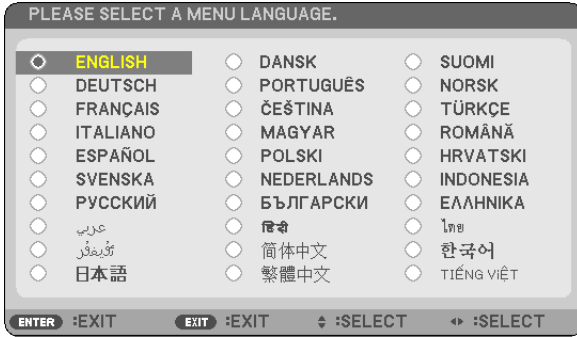 PLEASE SELECT A MENU LANGUAGE.
ENGLISH DANSK SUOMI
DEUTSCH PORTUGUÊS NORSK
FRANÇAIS ČEŠTINA TÜRKÇE
ITALIANO MAGYAR ROMÂNĂ
ESPAÑOL POLSKI HRVATSKI
SVENSKA NEDERLANDS INDONESIA
РУССКИЙ БЪЛГАРСКИ ΕΛΛΗΝΙΚΑ
عربي हिंदी ไทย
简体中文 한국어
日本語 繁體中文 TIẾNG VIỆT
ENTER :EXIT EXIT :EXIT :SELECT :SELECT